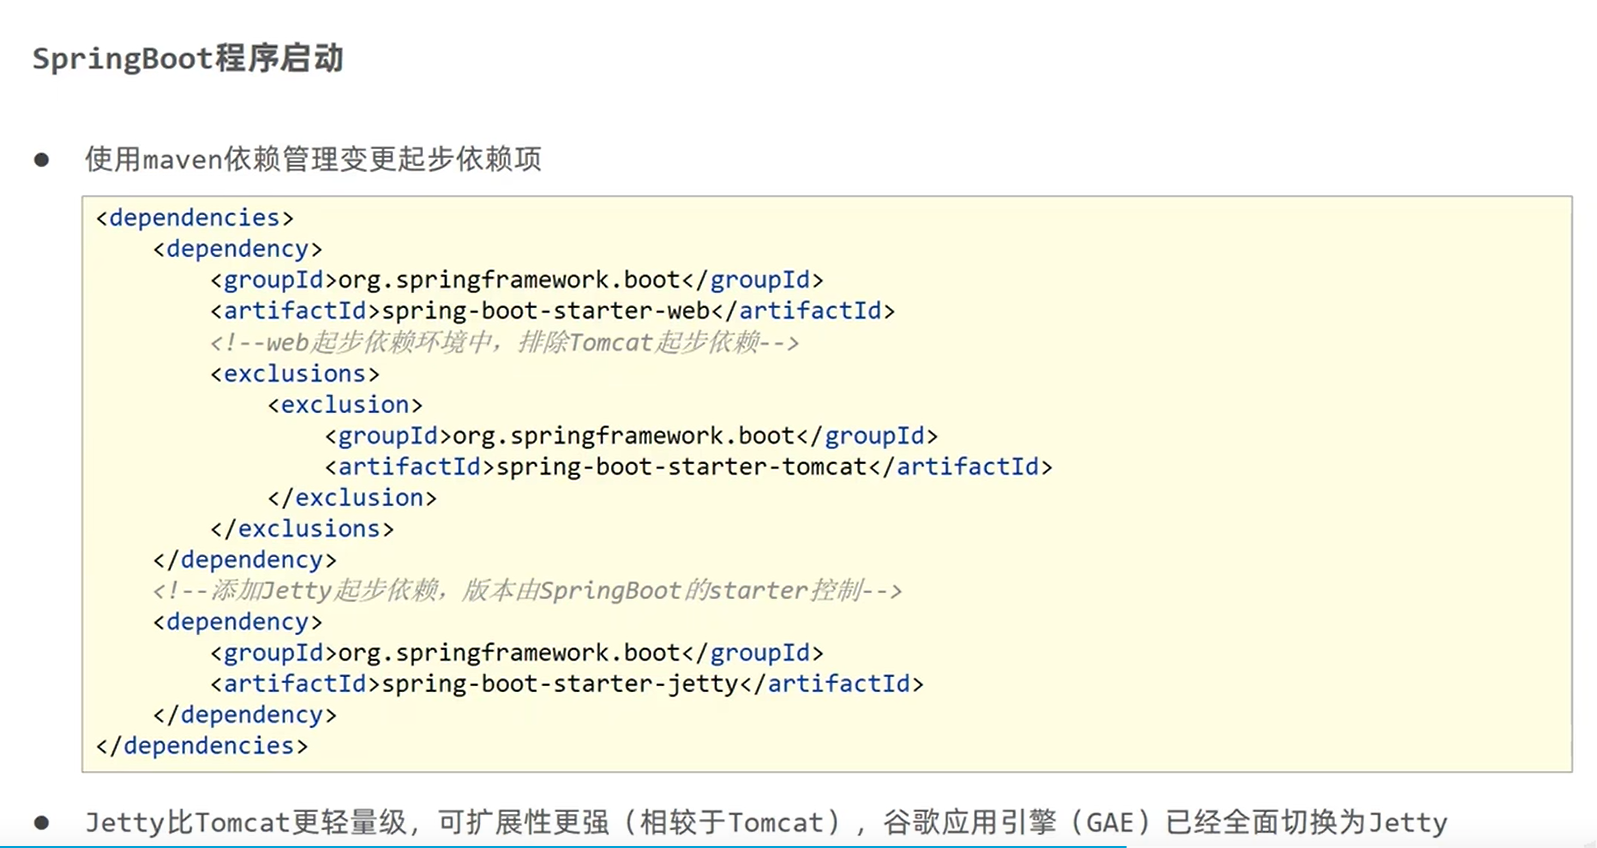 SpringBoot程序启动
● 使用maven依赖管理变更起步依赖项
<dependencies>
    <dependency>
        <groupId>org.springframework.boot</groupId>
        <artifactId>spring-boot-starter-web</artifactId>
        <!--web起步依赖环境中，排除Tomcat起步依赖-->
        <exclusions>
            <exclusion>
                <groupId>org.springframework.boot</groupId>
                <artifactId>spring-boot-starter-tomcat</artifactId>
            </exclusion>
        </exclusions>
    </dependency>
    <!--添加Jetty起步依赖，版本由SpringBoot的starter控制-->
    <dependency>
        <groupId>org.springframework.boot</groupId>
        <artifactId>spring-boot-starter-jetty</artifactId>
    </dependency>
</dependencies>
● Jetty比Tomcat更轻量级，可扩展性更强（相较于Tomcat），谷歌应用引擎（GAE）已经全面切换为Jetty